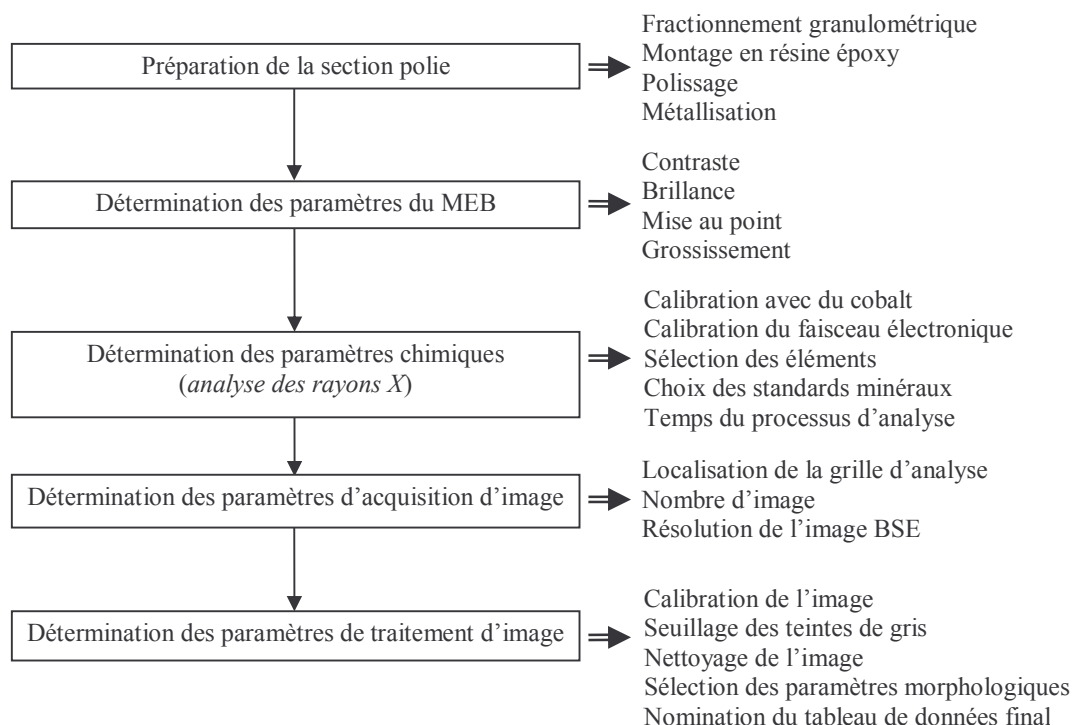 Préparation de la section polie
Fractionnement granulométrique
Montage en résine époxy
Polissage
Métallisation
Détermination des paramètres du MEB
Contraste
Brillance
Mise au point
Grossissement
Détermination des paramètres chimiques
(analyse des rayons X)
Calibration avec du cobalt
Calibration du faisceau électronique
Sélection des éléments
Choix des standards minéraux
Temps du processus d'analyse
Détermination des paramètres d'acquisition d'image
Localisation de la grille d'analyse
Nombre d'image
Résolution de l'image BSE
Détermination des paramètres de traitement d'image
Calibration de l'image
Seuillage des teintes de gris
Nettoyage de l'image
Sélection des paramètres morphologiques
Nomination du tableau de données final